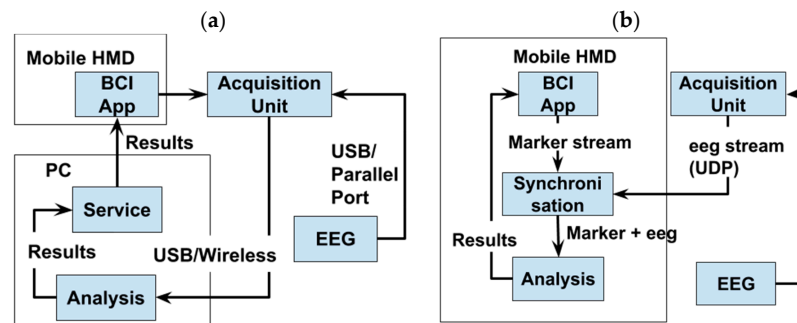 (a)
Mobile HMD
BCI
App
Acquisition
Unit
Results
PC
Service
USB/
Parallel
Port
EEG
Results
USB/Wireless
Analysis
(b)
Mobile HMD
BCI
App
Acquisition
Unit
Marker stream
eeg stream
(UDP)
Synchroni
sation
Marker + eeg
Results
Analysis
EEG